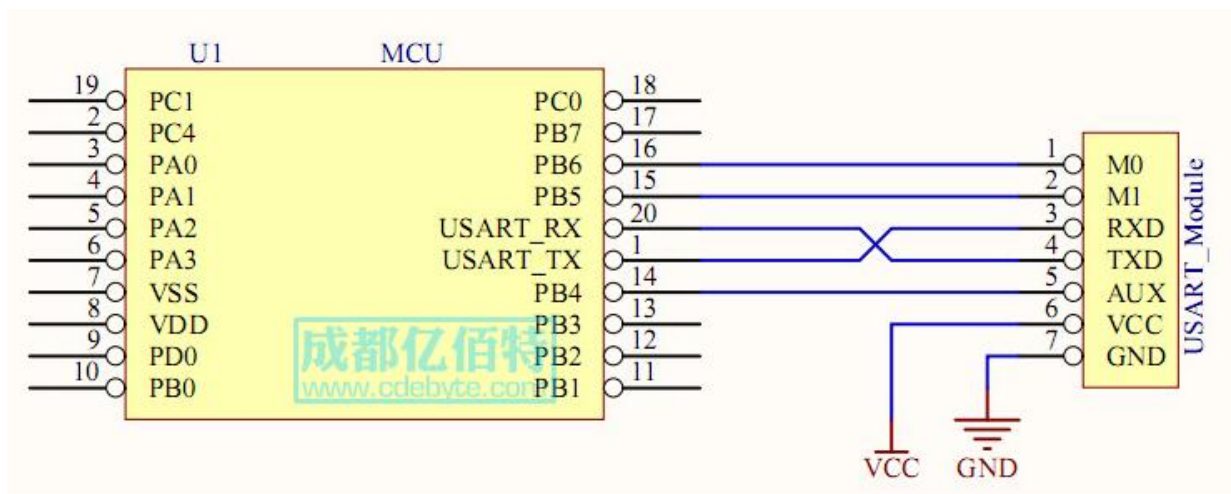 U1 MCU
19 PC1 PC0 18
2 PC4 PB7 17
3 PA0 PB6 16 1 M0
4 PA1 PB5 15 2 M1
5 PA2 USART_RX 20 3 RXD
6 PA3 USART_TX 1 4 TXD
7 VSS PB4 14 5 AUX
8 VDD PB3 13 6 VCC
9 PD0 PB2 12 7 GND
10 PB0 PB1 11
USART_Module
成都亿佰特
www.cdebyte.com
VCC GND